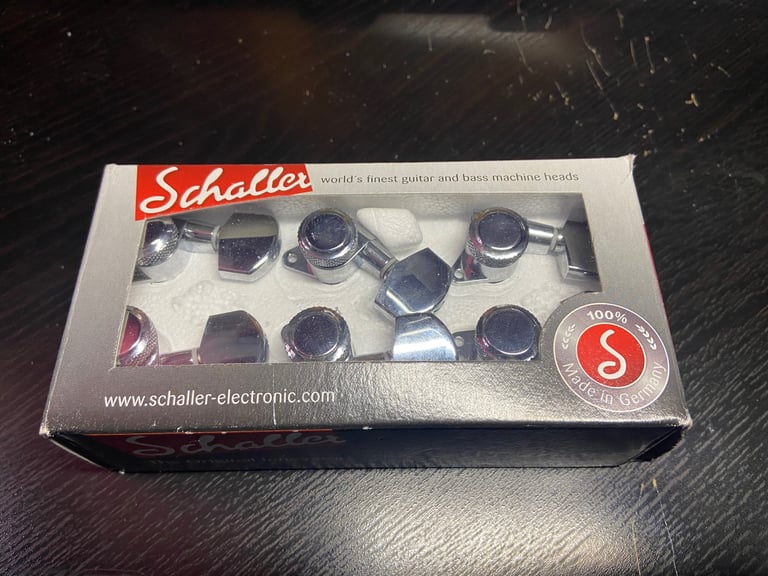 Schaller
world's finest guitar and bass machine heads
100%
S
Made in Germany
www.schaller-electronic.com
Schaller